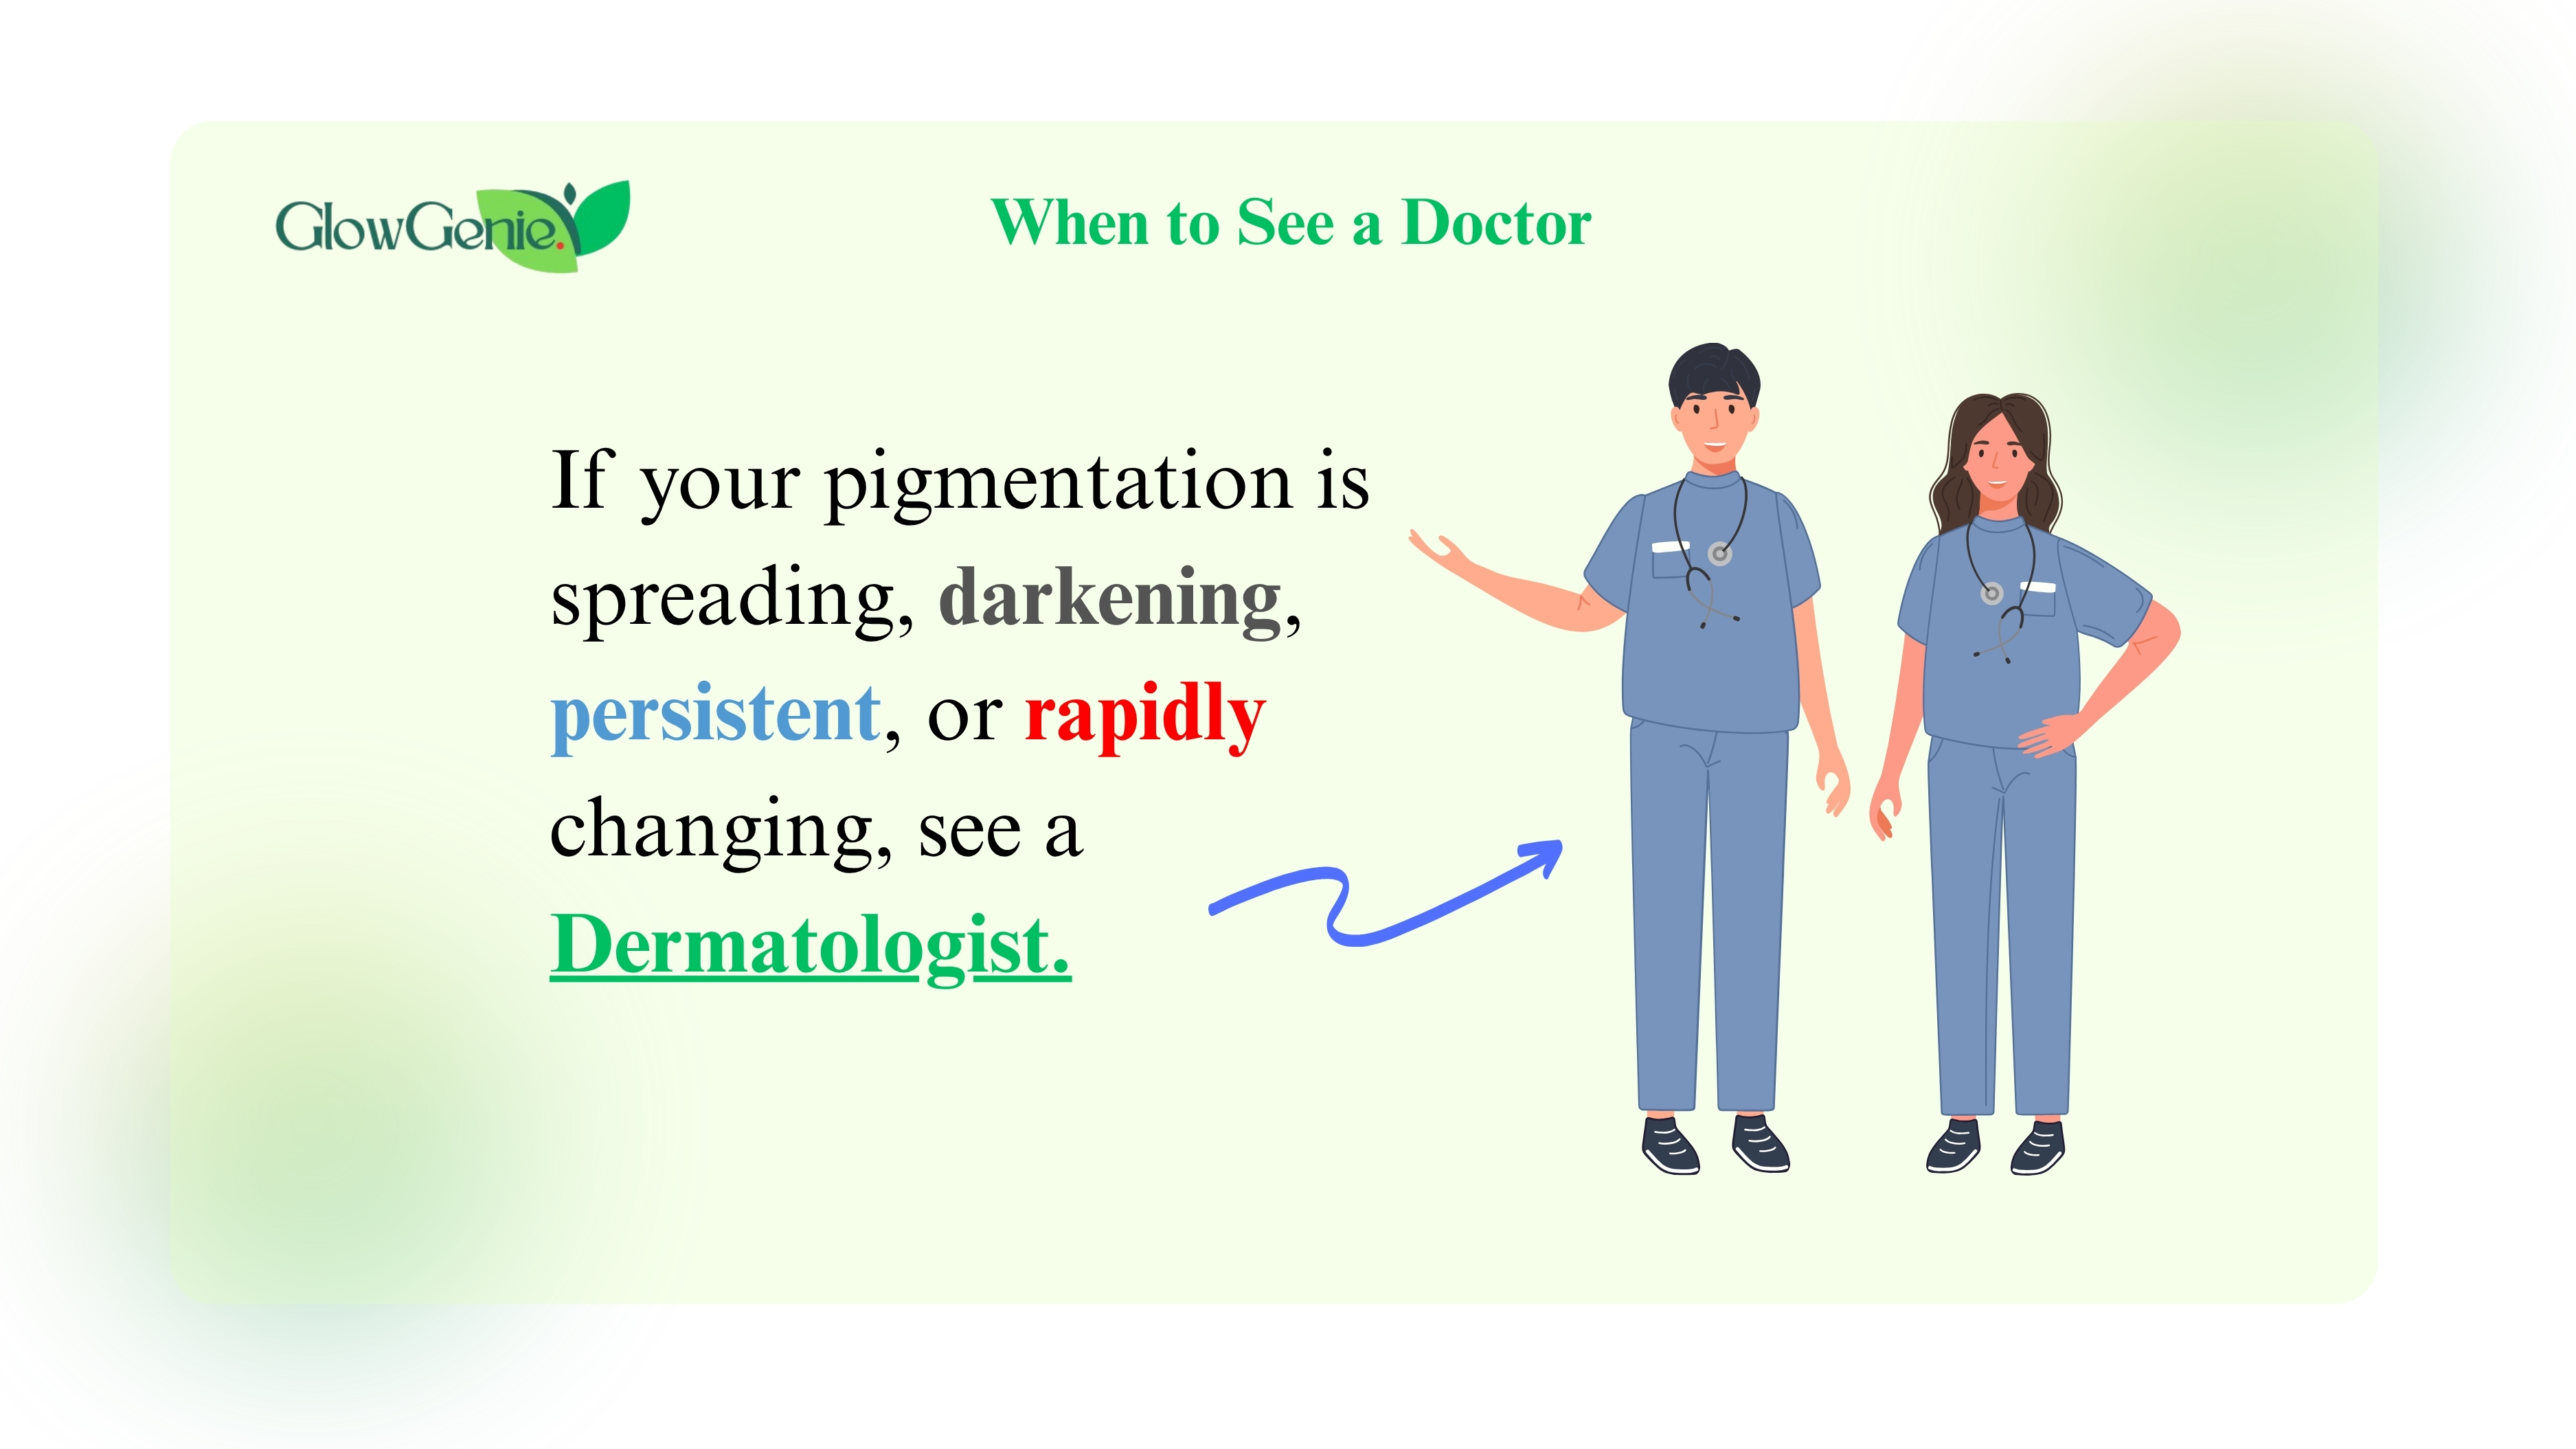 GlowGenie.
When to See a Doctor
If your pigmentation is
spreading, darkening,
persistent, or rapidly
changing, see a
Dermatologist.